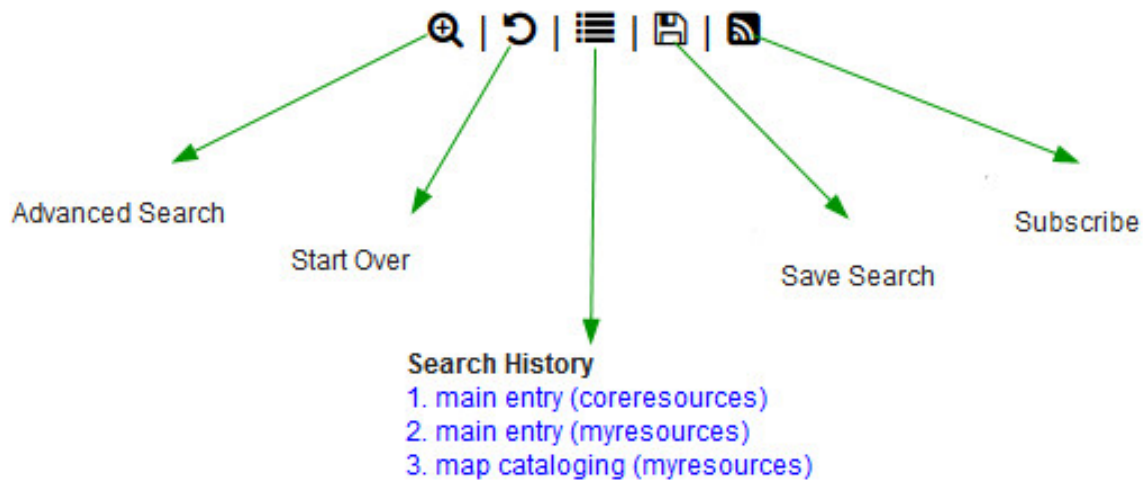 | | | |
Advanced Search
Start Over
Save Search
Subscribe
Search History
1. main entry (coreresources)
2. main entry (myresources)
3. map cataloging (myresources)